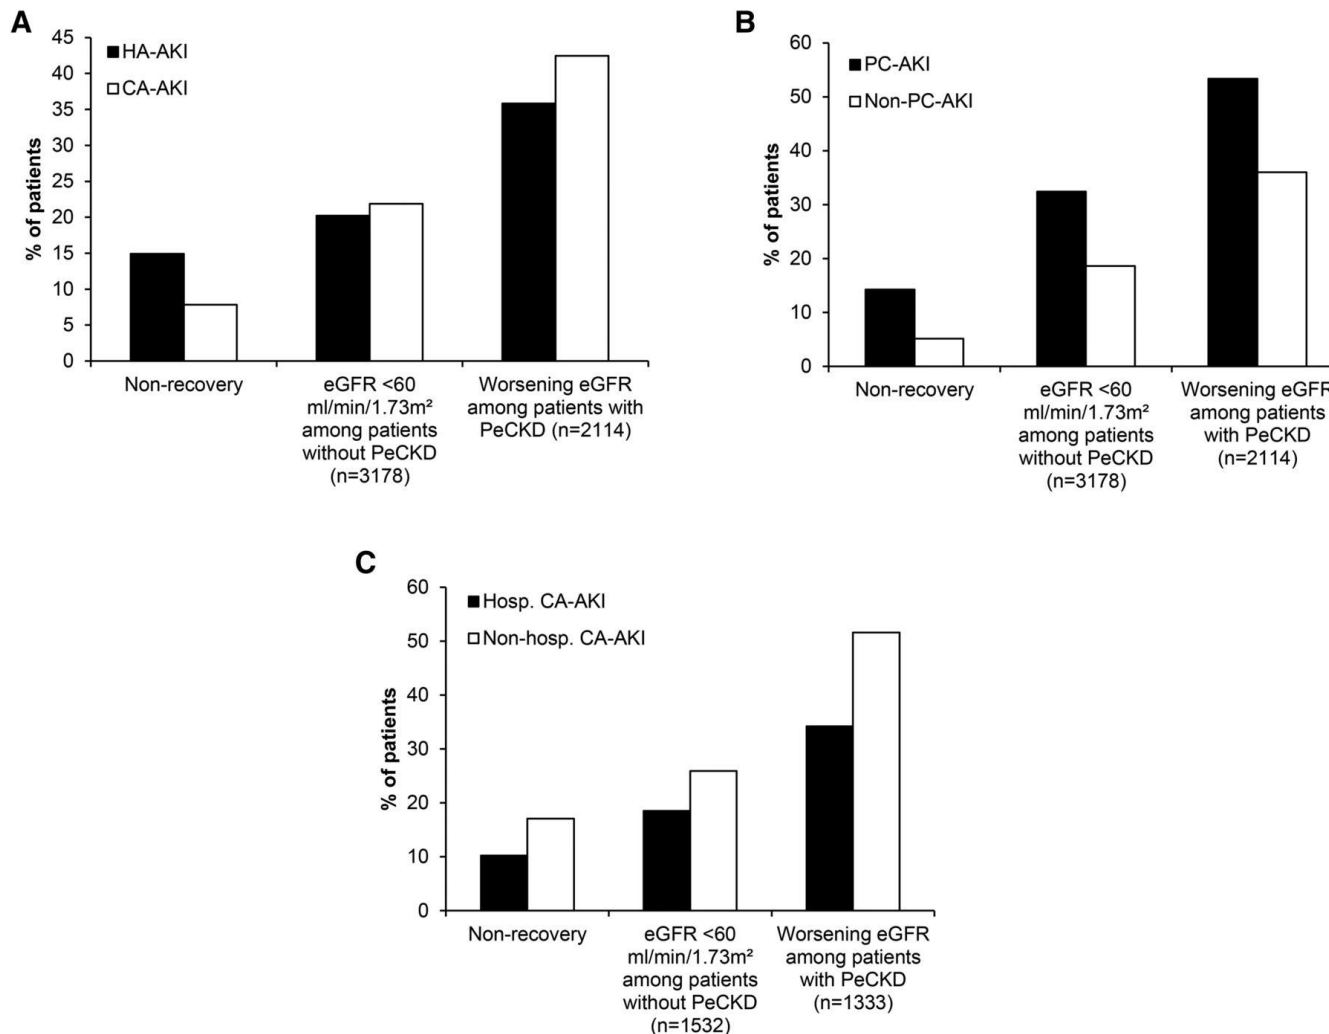 A
45
40
35
30
25
20
15
10
5
0
% of patients
HA-AKI
CA-AKI
Non-recovery
eGFR <60
ml/min/1.73m²
among patients
without PeCKD
(n=3178)
Worsening eGFR
among patients with
PeCKD (n=2114)
B
60
50
40
30
20
10
0
% of patients
PC-AKI
Non-PC-AKI
Non-recovery
eGFR <60
ml/min/1.73m²
among patients
without PeCKD
(n=3178)
Worsening eGFR
among patients
with PeCKD
(n=2114)
C
60
50
40
30
20
10
0
% of patients
Hosp. CA-AKI
Non-hosp. CA-AKI
Non-recovery
eGFR <60
ml/min/1.73m²
among patients
without PeCKD
(n=1532)
Worsening eGFR
among patients
with PeCKD
(n=1333)